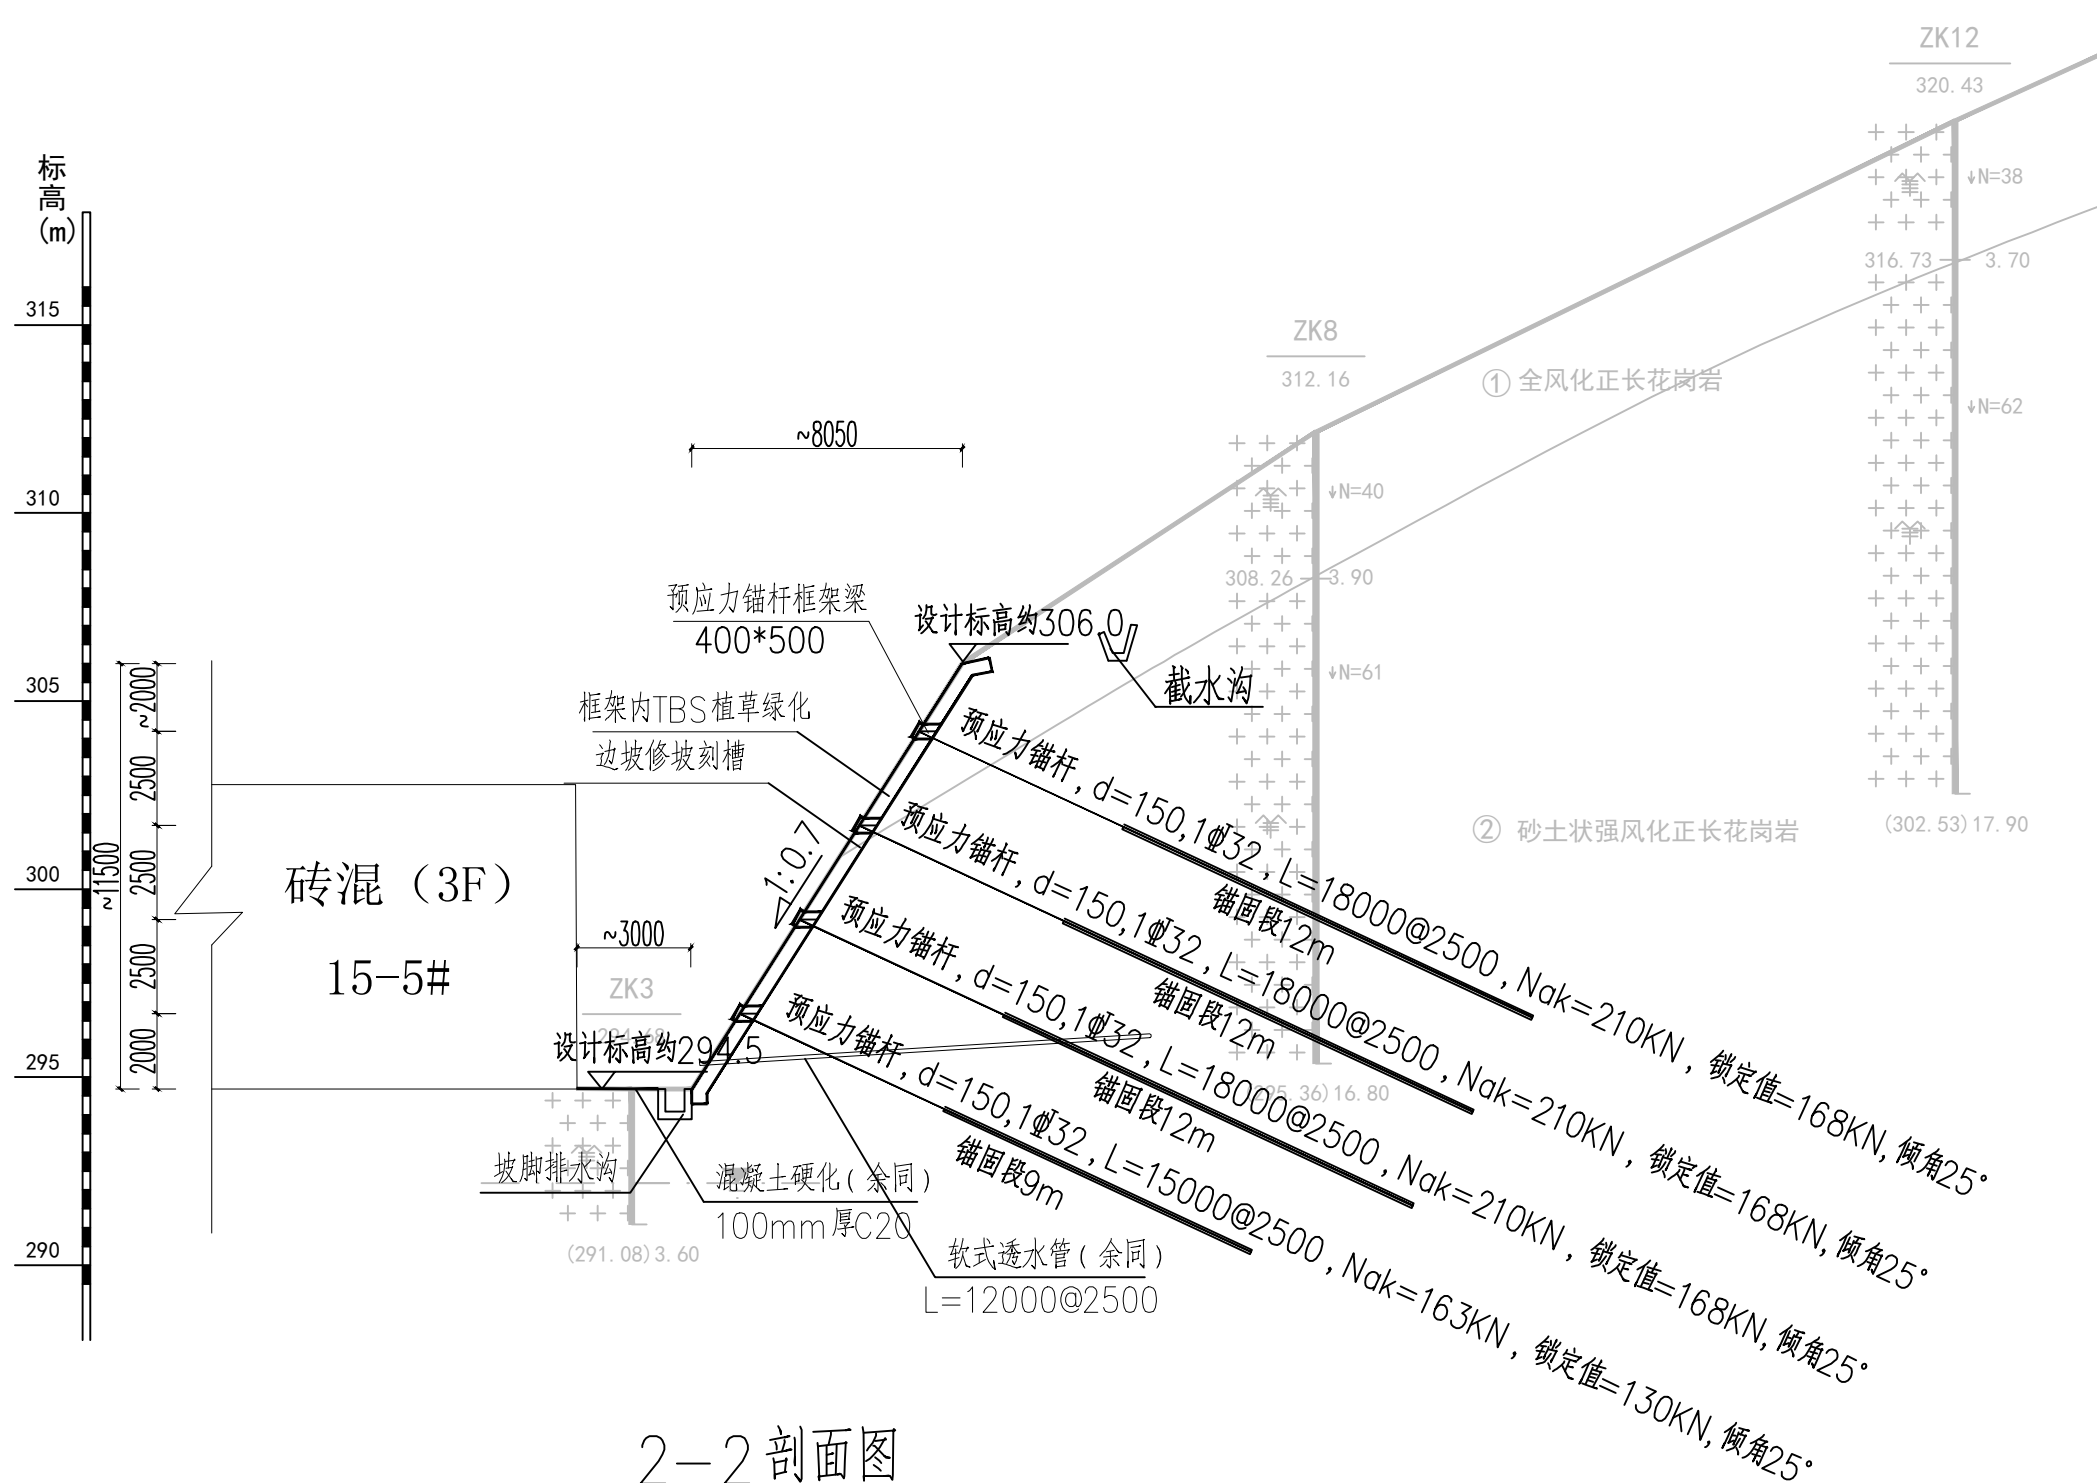 ZK12
320.43
标高(m)
N=38
316.73
3.70
315
ZK8
312.16
① 全风化正长花岗岩
N=62
~8050
310
N=40
308.26
3.90
预应力锚杆框架梁
400*500
设计标高约306.0
截水沟
N=61
305
框架内TBS植草绿化
边坡修坡刻槽
~2000
2500
2500
2500
2000
~11500
1:0.7
② 砂土状强风化正长花岗岩
(302.53)17.90
300
砖混（3F）
15-5#
~3000
ZK3
设计标高约294.5
295
预应力锚杆，d=150,1Φ32，L=18000@2500，Nak=210KN，锁定值=168KN,倾角25°
锚固段12m
预应力锚杆，d=150,1Φ32，L=18000@2500，Nak=210KN，锁定值=168KN,倾角25°
锚固段12m
预应力锚杆，d=150,1Φ32，L=18000@2500，Nak=210KN，锁定值=168KN,倾角25°
锚固段12m
预应力锚杆，d=150,1Φ32，L=15000@2500，Nak=163KN，锁定值=130KN,倾角25°
锚固段9m
(295.36)16.80
坡脚排水沟
混凝土硬化（余同）
100mm厚C20
290
(291.08)3.60
软式透水管（余同）
L=12000@2500
2-2剖面图